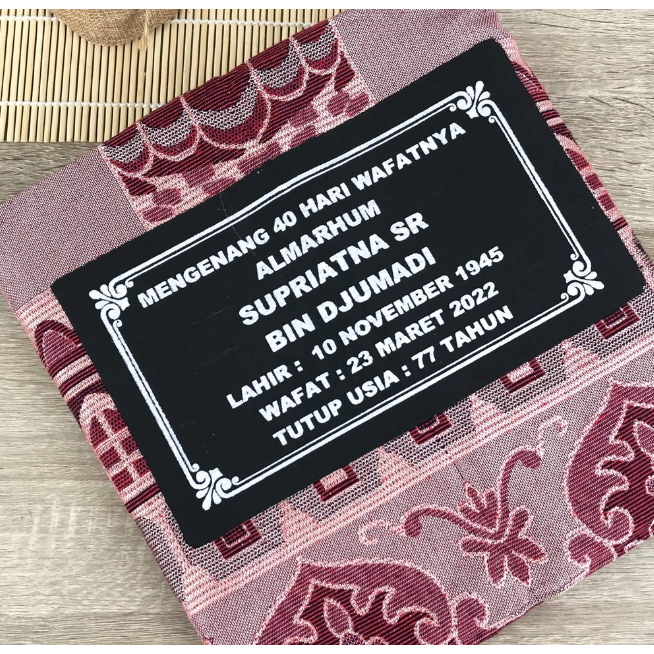 MENGENANG 40 HARI WAFATNYA
ALMARHUM
SUPRIATNA SR
BIN DJUMADI
LAHIR : 10 NOVEMBER 1945
WAFAT : 23 MARET 2022
TUTUP USIA : 77 TAHUN